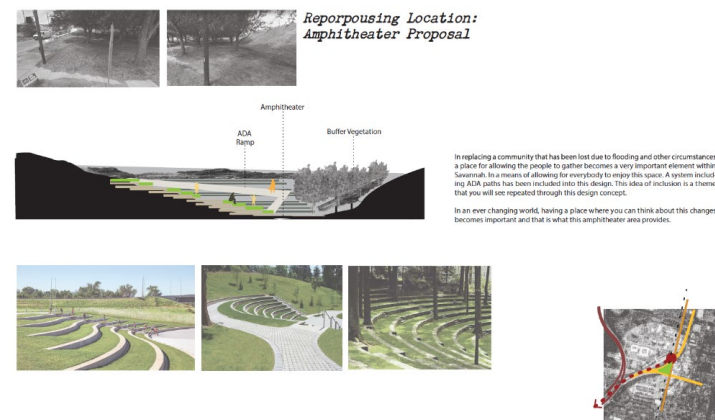 Reporpousing Location:
Amphitheater Proposal
Amphitheater
ADA
Ramp
Buffer Vegetation
In replacing a community that has been lost due to flooding and other circumstances
a place for allowing the people to gather becomes a very important element within
Savannah. In a means of allowing for everybody to enjoy this space. A system includ-
ing ADA paths has been included into this design. This idea of inclusion is a theme
that you will see repeated through this design concept.
In an ever changing world, having a place where you can think about this changes
becomes important and that is what this amphitheater area provides.